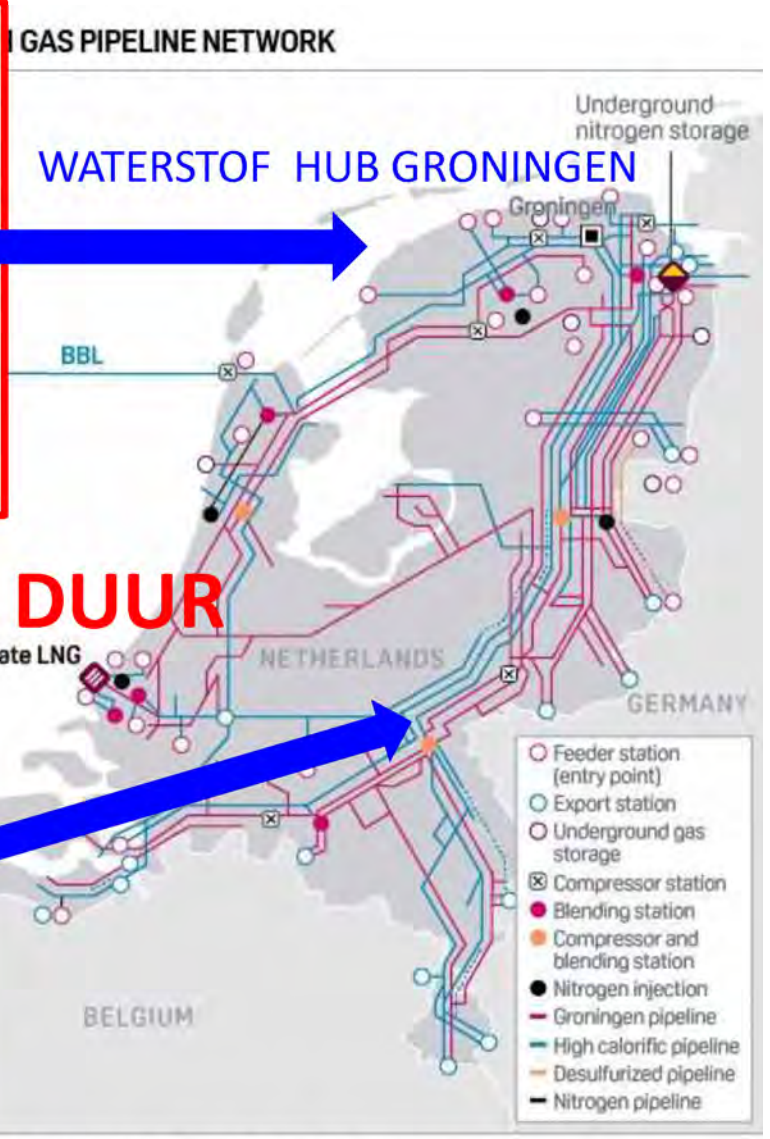 GAS PIPELINE NETWORK
Underground
nitrogen storage
WATERSTOF HUB GRONINGEN
Groningen
BBL
DUUR
ate LNG
NETHERLANDS
GERMANY
Feeder station
(entry point)
Export station
Underground gas
storage
Compressor station
Blending station
Compressor and
blending station
Nitrogen injection
Groningen pipeline
High calorific pipeline
Desulfurized pipeline
Nitrogen pipeline
BELGIUM